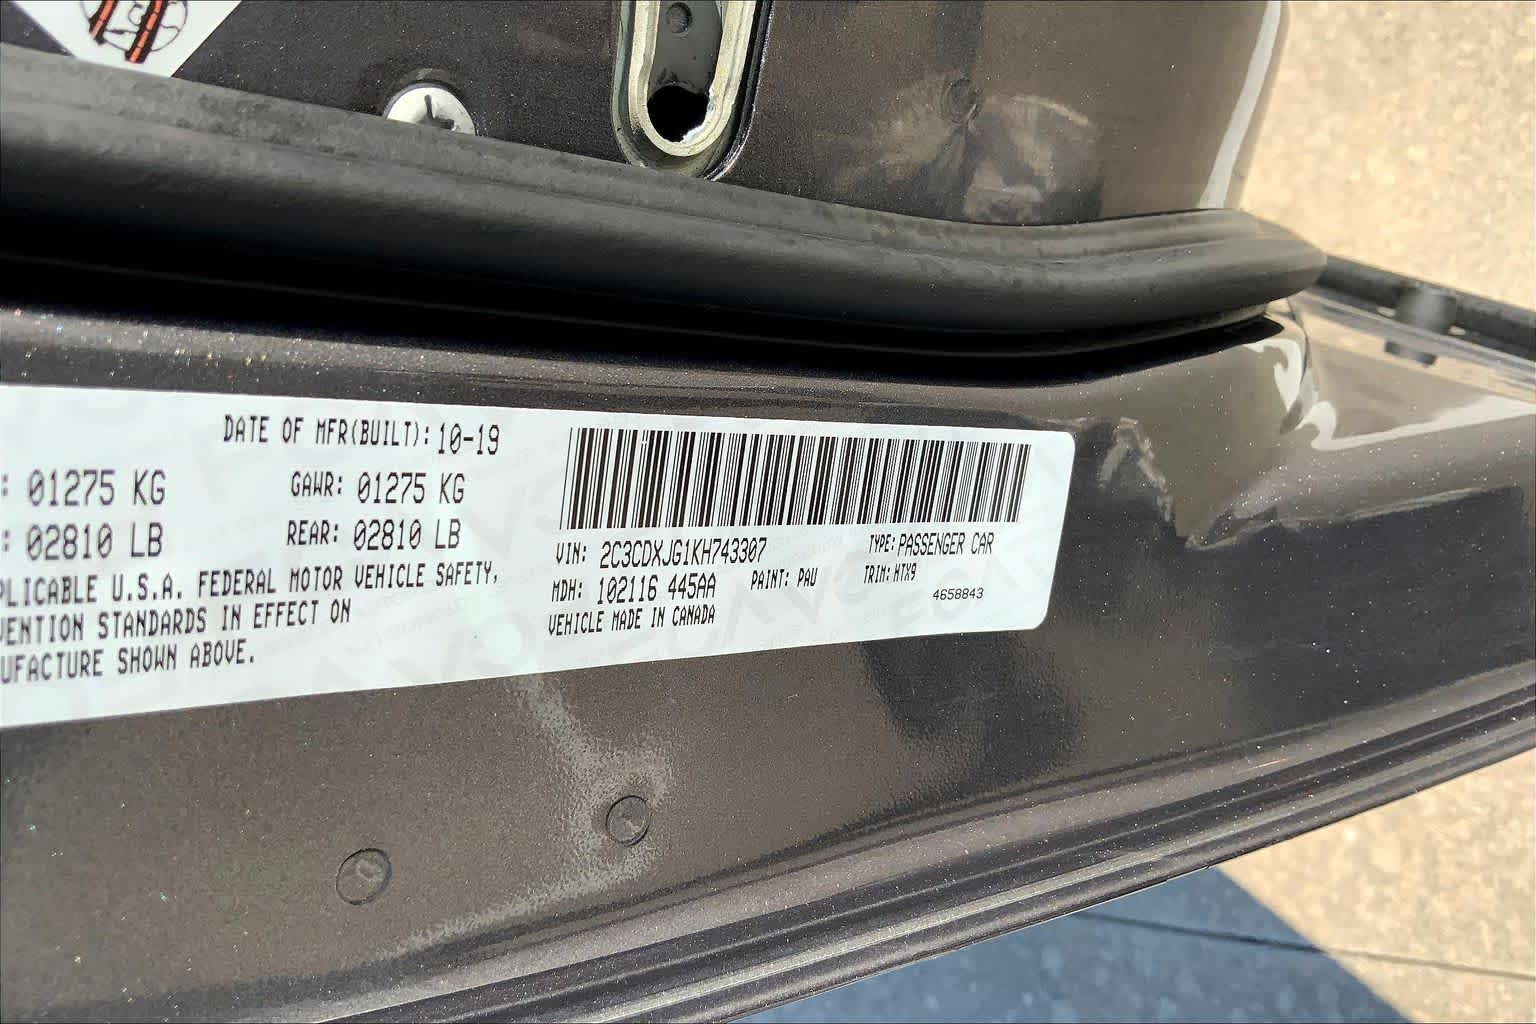 DATE OF MFR(BUILT): 10-19
: 01275 KG GAWR: 01275 KG
: 02810 LB REAR: 02810 LB
PLICABLE U.S.A. FEDERAL MOTOR VEHICLE SAFETY,
VENTION STANDARDS IN EFFECT ON
UFACTURE SHOWN ABOVE.
VIN: 2C3CDXJG1KH743307 TYPE: PASSENGER CAR
MDH: 102116 445AA PAINT: PAU TRIM: HTX9
VEHICLE MADE IN CANADA 4658843